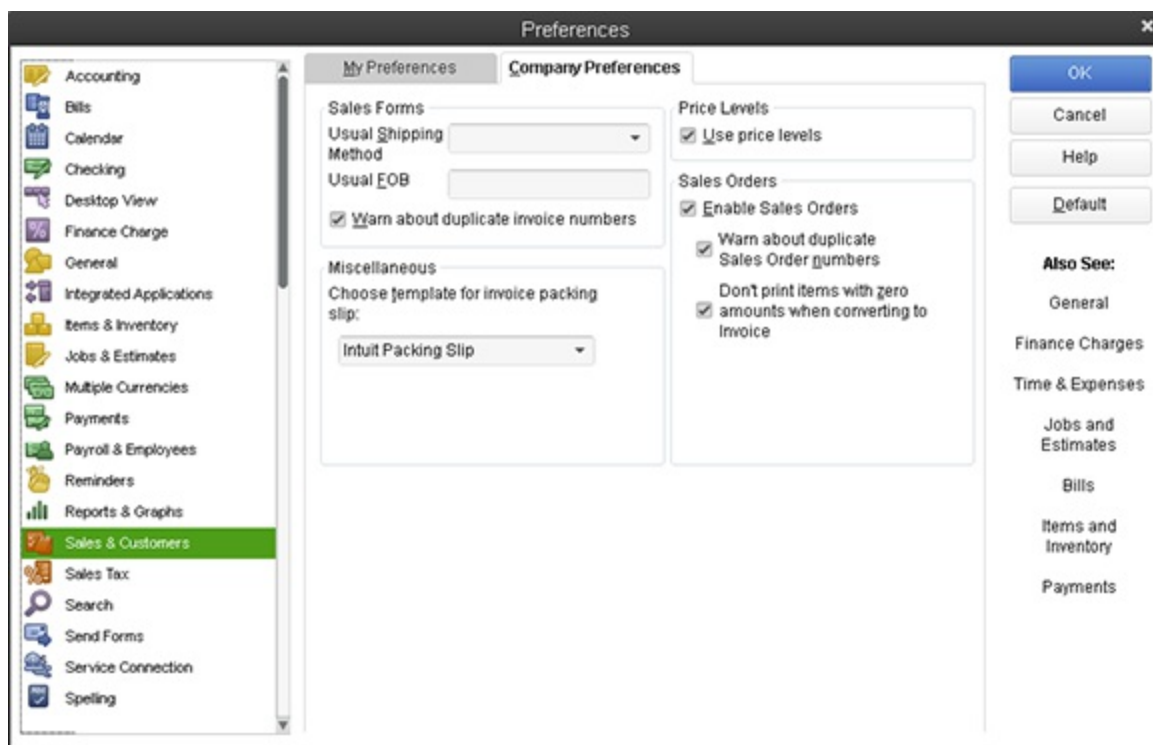 Preferences
Accounting
Bills
Calendar
Checking
Desktop View
Finance Charge
General
Integrated Applications
Items & Inventory
Jobs & Estimates
Multiple Currencies
Payments
Payroll & Employees
Reminders
Reports & Graphs
Sales & Customers
Sales Tax
Search
Send Forms
Service Connection
Spelling
My Preferences
Company Preferences
Sales Forms
Usual Shipping
Method
Usual FOB
Warn about duplicate invoice numbers
Miscellaneous
Choose template for invoice packing
slip:
Intuit Packing Slip
Price Levels
Use price levels
Sales Orders
Enable Sales Orders
Warn about duplicate
Sales Order numbers
Don't print items with zero
amounts when converting to
Invoice
OK
Cancel
Help
Default
Also See:
General
Finance Charges
Time & Expenses
Jobs and
Estimates
Bills
Items and
Inventory
Payments